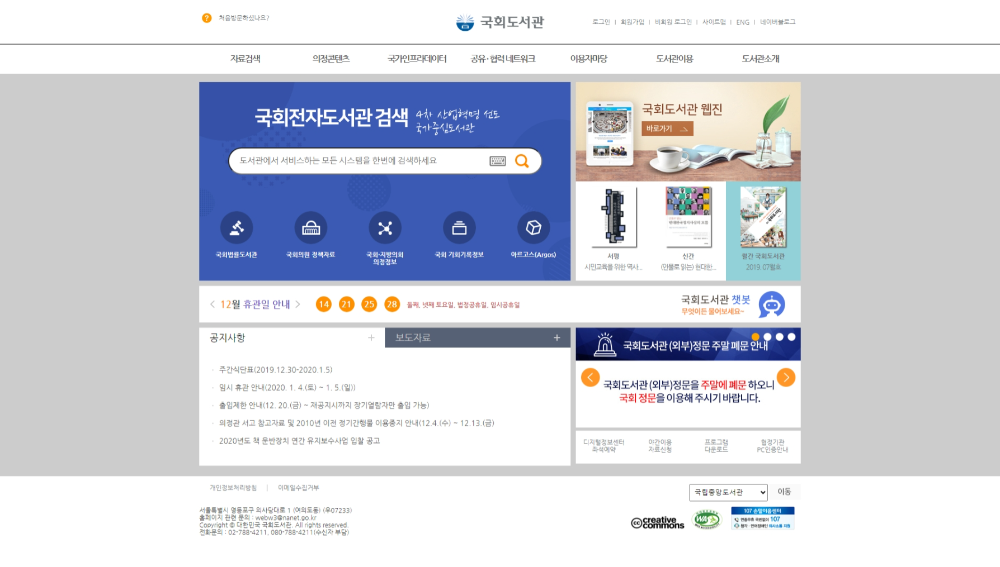 처음방문하셨나요?
국회도서관
로그인 | 회원가입 | 비회원 로그인 | 사이트맵 | ENG | 네이버블로그
자료검색 의정콘텐츠 국가인프라데이터 공유·협력 네트워크 이용자마당 도서관이용 도서관소개
국회전자도서관 검색
4차 산업혁명 선도
국가중심도서관
도서관에서 서비스하는 모든 시스템을 한번에 검색하세요
국회법률도서관
국회의원 정책자료
국회·지방의회
의정정보
국회 기회기록정보
아르고스(Argos)
국회도서관 웹진
바로가기
현대한국정치사상의 흐름
서평
시민교육을 위한 역사...
신간
(인물로 읽는) 현대한...
월간 국회도서관
2019. 07월호
12월 휴관일 안내
14 21 25 28
둘째, 넷째 토요일, 법정공휴일, 임시공휴일
국회도서관 챗봇
무엇이든 물어보세요~
공지사항
보도자료
주간식단표(2019.12.30-2020.1.5)
임시 휴관 안내(2020. 1. 4.(토) ~ 1. 5.(일))
출입제한 안내(12. 20.(금) ~ 재공지시까지 장기열람자만 출입 가능)
의정관 서고 참고자료 및 2010년 이전 정기간행물 이용중지 안내(12.4.(수) ~ 12.13.(금)
2020년도 책 운반장치 연간 유지보수사업 입찰 공고
국회도서관 (외부)정문 주말 폐문 안내
국회도서관 (외부)정문을 주말에 폐문 하오니
국회 정문을 이용해 주시기 바랍니다.
디지털정보센터
좌석예약
야간이용
자료신청
프로그램
다운로드
협정기관
PC인증안내
개인정보처리방침 | 이메일수집거부
국립중앙도서관
이동
서울특별시 영등포구 의사당대로 1 (여의도동) (우07233)
홈페이지 관련 문의 : webw3@nanet.go.kr
Copyright © 대한민국 국회도서관. All rights reserved.
전화문의 : 02-788-4211, 080-788-4211(수신자 부담)
cc creative
commons
WA
WEB ACCESSIBILITY
107 손말이음센터
연중무휴 국번없이 107
청각·언어장애인 의사소통 지원